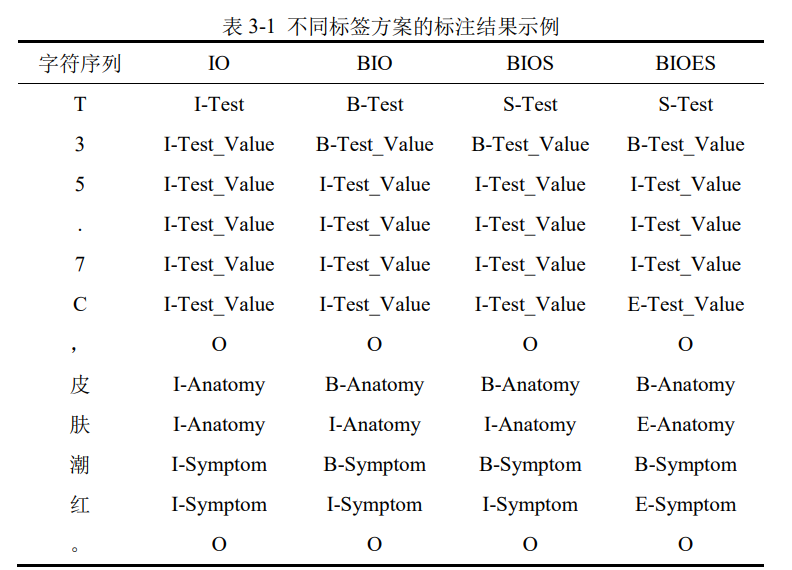 表 3-1 不同标签方案的标注结果示例
字符序列 IO BIO BIOS BIOES
T I-Test B-Test S-Test S-Test
3 I-Test_Value B-Test_Value B-Test_Value B-Test_Value
5 I-Test_Value I-Test_Value I-Test_Value I-Test_Value
. I-Test_Value I-Test_Value I-Test_Value I-Test_Value
7 I-Test_Value I-Test_Value I-Test_Value I-Test_Value
C I-Test_Value I-Test_Value I-Test_Value E-Test_Value
， O O O O
皮 I-Anatomy B-Anatomy B-Anatomy B-Anatomy
肤 I-Anatomy I-Anatomy I-Anatomy E-Anatomy
潮 I-Symptom B-Symptom B-Symptom B-Symptom
红 I-Symptom I-Symptom I-Symptom E-Symptom
。 O O O O